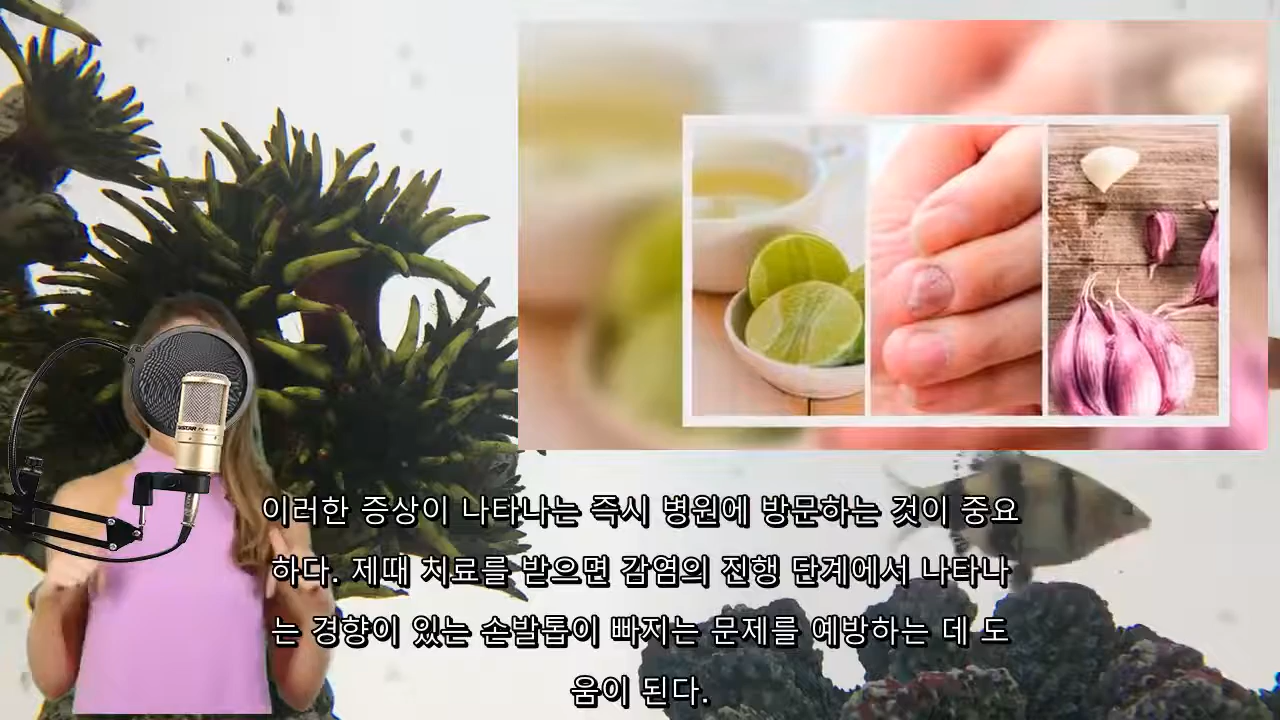 이러한 증상이 나타나는 즉시 병원에 방문하는 것이 중요
하다. 제때 치료를 받으면 감염의 진행 단계에서 나타나
는 경향이 있는 손발톱이 빠지는 문제를 예방하는 데 도
움이 된다.